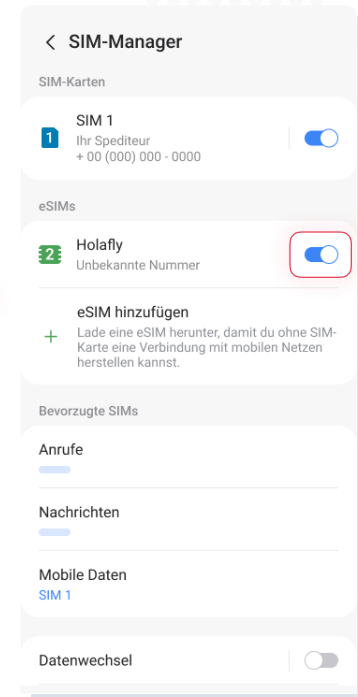 SIM-Manager
SIM-Karten
1
SIM 1
Ihr Spediteur
+ 00 (000) 000 - 0000
eSIMs
2
Holafly
Unbekannte Nummer
eSIM hinzufügen
Lade eine eSIM herunter, damit du ohne SIM-
Karte eine Verbindung mit mobilen Netzen
herstellen kannst.
Bevorzugte SIMs
Anrufe
Nachrichten
Mobile Daten
SIM 1
Datenwechsel